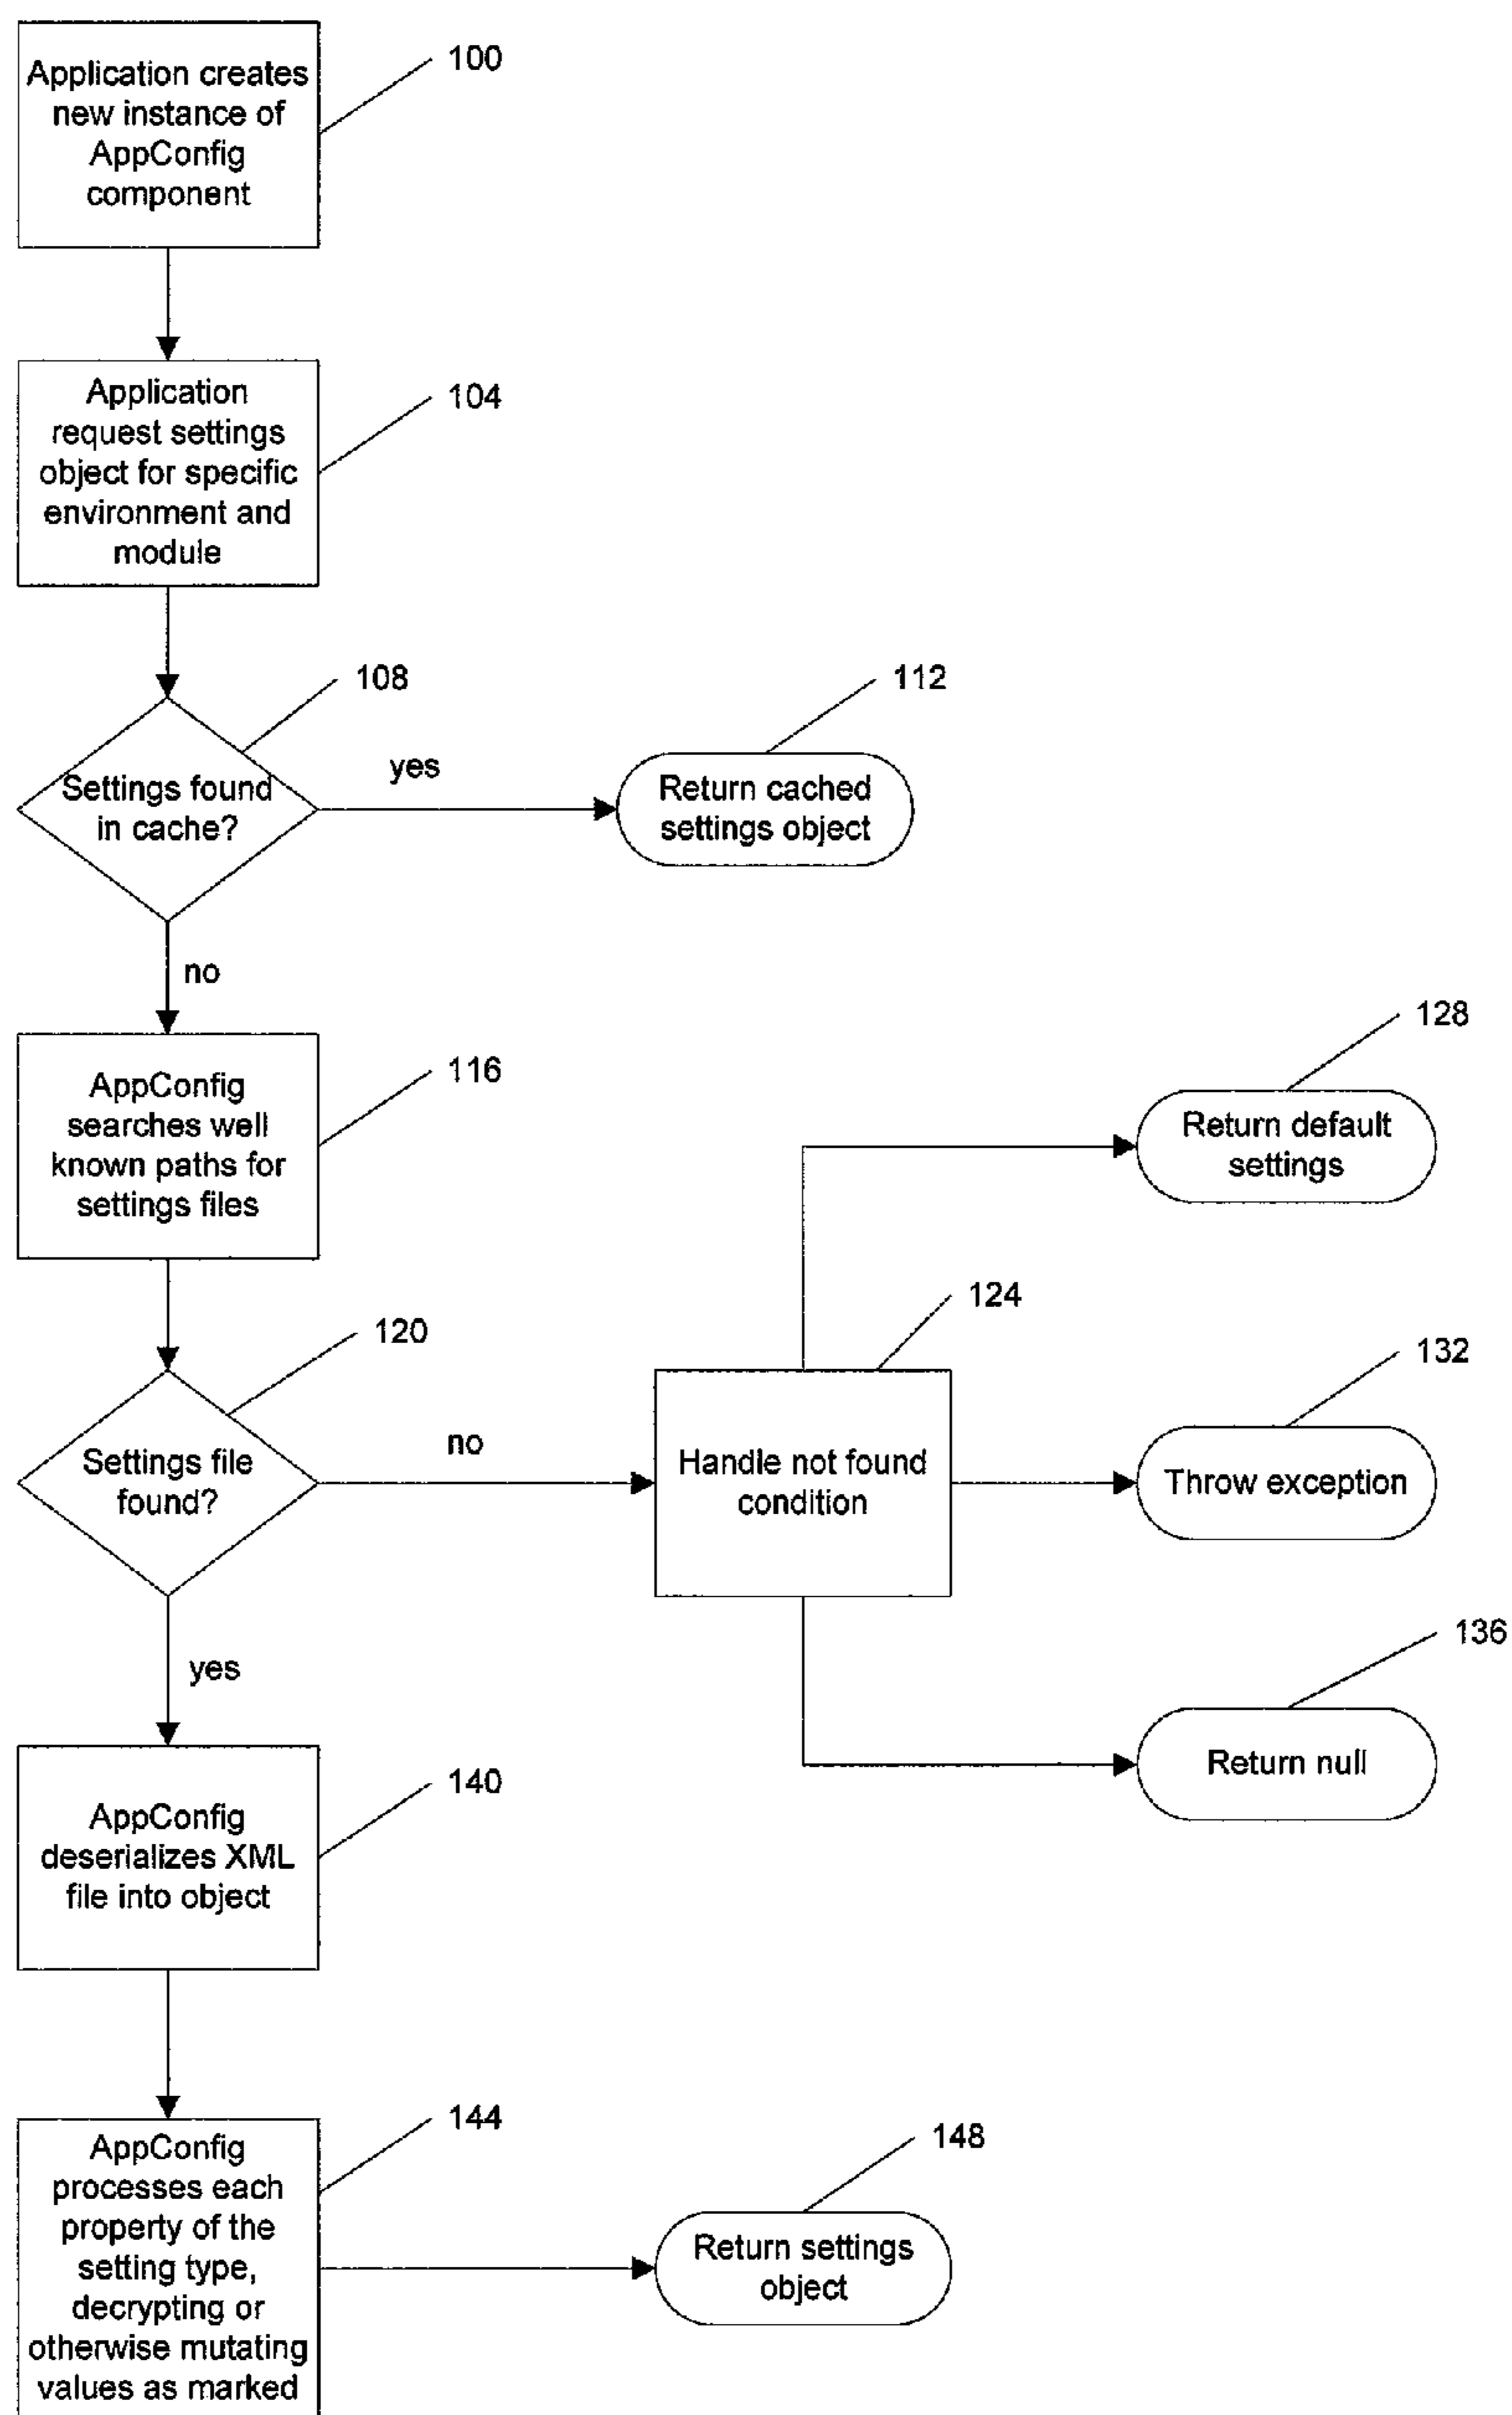 Application creates
new instance of
AppConfig
component
100
Application
request settings
object for specific
environment and
module
104
108
Settings found
in cache?
yes
112
Return cached
settings object
no
AppConfig
searches well
known paths for
settings files
116
128
Return default
settings
120
Settings file
found?
no
124
Handle not found
condition
132
Throw exception
136
Return null
yes
AppConfig
deserializes XML
file into object
140
AppConfig
processes each
property of the
setting type,
decrypting or
otherwise mutating
values as marked
144
148
Return settings
object